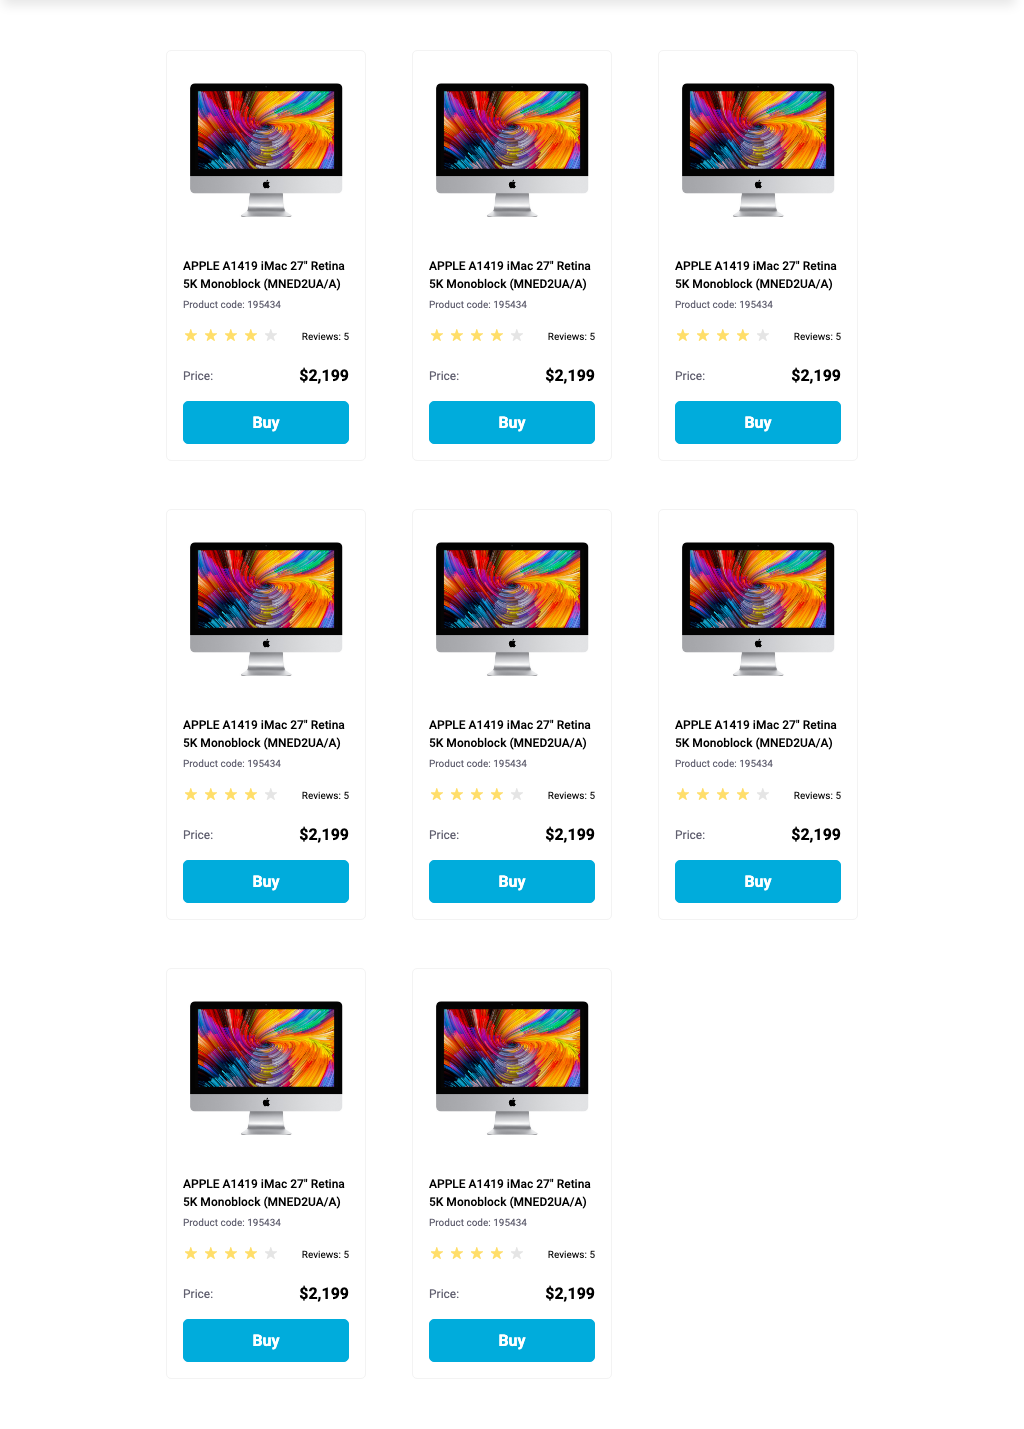 APPLE A1419 iMac 27" Retina
5K Monoblock (MNED2UA/A)
Product code: 195434
Reviews: 5
Price: $2,199
Buy
APPLE A1419 iMac 27" Retina
5K Monoblock (MNED2UA/A)
Product code: 195434
Reviews: 5
Price: $2,199
Buy
APPLE A1419 iMac 27" Retina
5K Monoblock (MNED2UA/A)
Product code: 195434
Reviews: 5
Price: $2,199
Buy
APPLE A1419 iMac 27" Retina
5K Monoblock (MNED2UA/A)
Product code: 195434
Reviews: 5
Price: $2,199
Buy
APPLE A1419 iMac 27" Retina
5K Monoblock (MNED2UA/A)
Product code: 195434
Reviews: 5
Price: $2,199
Buy
APPLE A1419 iMac 27" Retina
5K Monoblock (MNED2UA/A)
Product code: 195434
Reviews: 5
Price: $2,199
Buy
APPLE A1419 iMac 27" Retina
5K Monoblock (MNED2UA/A)
Product code: 195434
Reviews: 5
Price: $2,199
Buy
APPLE A1419 iMac 27" Retina
5K Monoblock (MNED2UA/A)
Product code: 195434
Reviews: 5
Price: $2,199
Buy